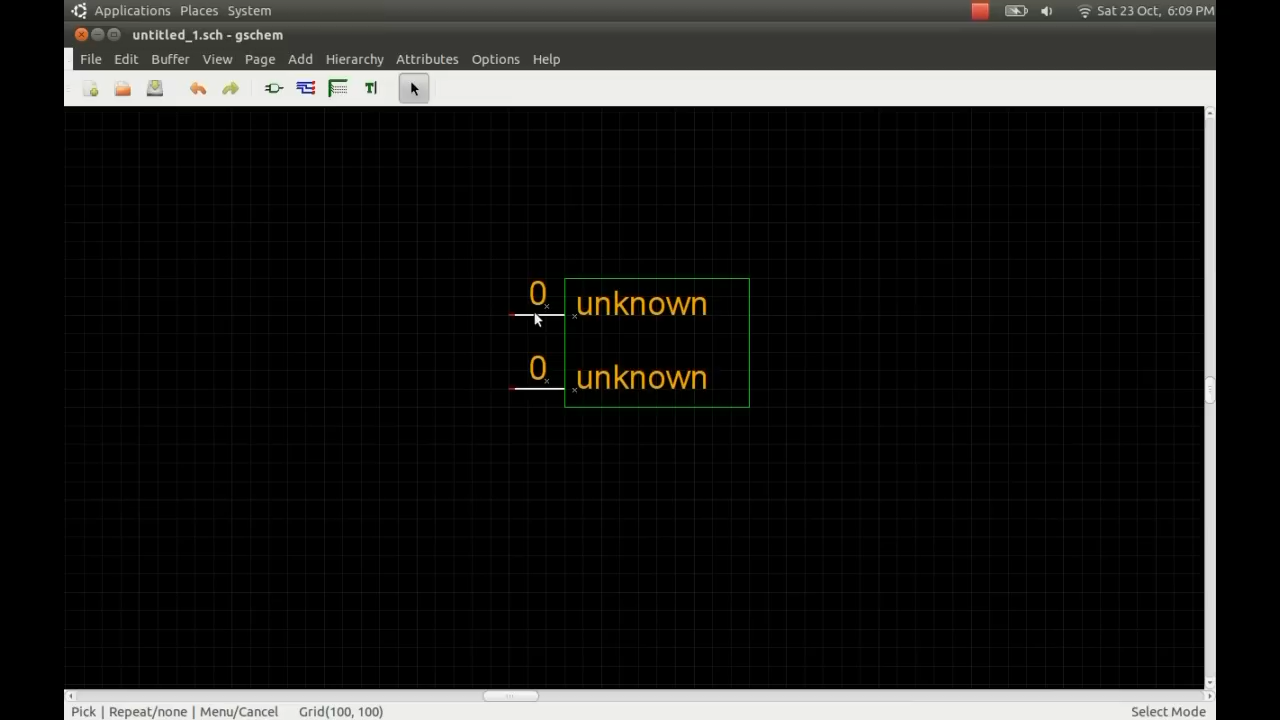 Applications Places System Sat 23 Oct, 6:09 PM
untitled_1.sch - gschem
File Edit Buffer View Page Add Hierarchy Attributes Options Help
T
0 unknown
0 unknown
Pick | Repeat/none | Menu/Cancel Grid(100, 100) Select Mode